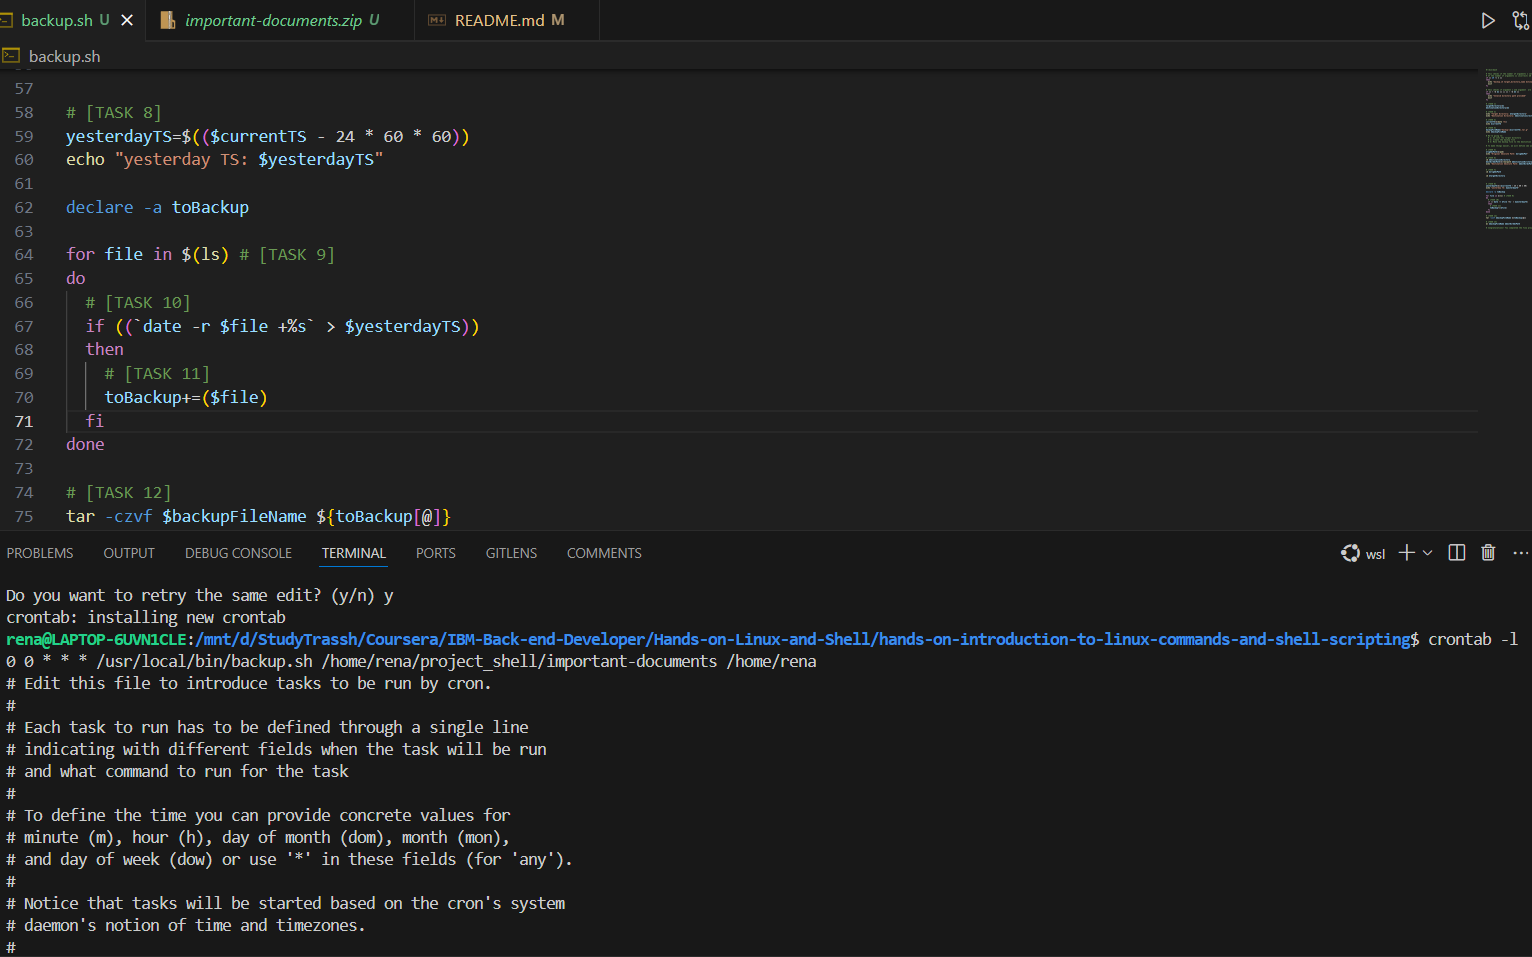 backup.sh U × important-documents.zip U README.md M
backup.sh
57
58 # [TASK 8]
59 yesterdayTS=$(($currentTS - 24 * 60 * 60))
60 echo "yesterday TS: $yesterdayTS"
61
62 declare -a toBackup
63
64 for file in $(ls) # [TASK 9]
65 do
66   # [TASK 10]
67   if ((`date -r $file +%s` > $yesterdayTS))
68   then
69     # [TASK 11]
70     toBackup+=($file)
71   fi
72 done
73
74 # [TASK 12]
75 tar -czvf $backupFileName ${toBackup[@]}
PROBLEMS OUTPUT DEBUG CONSOLE TERMINAL PORTS GITLENS COMMENTS wsl
Do you want to retry the same edit? (y/n) y
crontab: installing new crontab
rena@LAPTOP-6UVN1CLE:/mnt/d/StudyTrassh/Coursera/IBM-Back-end-Developer/Hands-on-Linux-and-Shell/hands-on-introduction-to-linux-commands-and-shell-scripting$ crontab -l
0 0 * * * /usr/local/bin/backup.sh /home/rena/project_shell/important-documents /home/rena
# Edit this file to introduce tasks to be run by cron.
#
# Each task to run has to be defined through a single line
# indicating with different fields when the task will be run
# and what command to run for the task
#
# To define the time you can provide concrete values for
# minute (m), hour (h), day of month (dom), month (mon),
# and day of week (dow) or use '*' in these fields (for 'any').
#
# Notice that tasks will be started based on the cron's system
# daemon's notion of time and timezones.
#